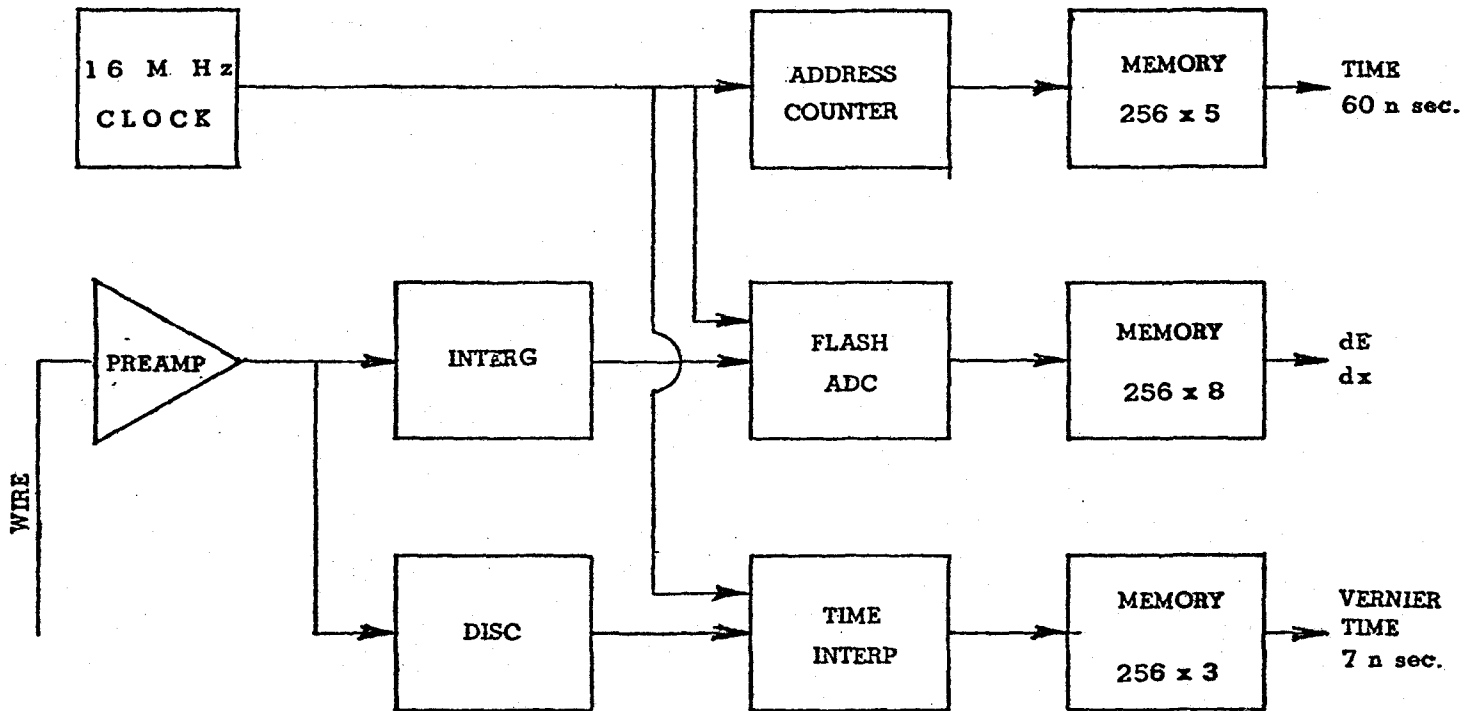 16 MHz
CLOCK
ADDRESS
COUNTER
MEMORY
256 x 5
TIME
60 n sec.
PREAMP
INTERG
FLASH
ADC
MEMORY
256 x 8
dE
dx
WIRE
DISC
TIME
INTERP
MEMORY
256 x 3
VERNIER
TIME
7 n sec.